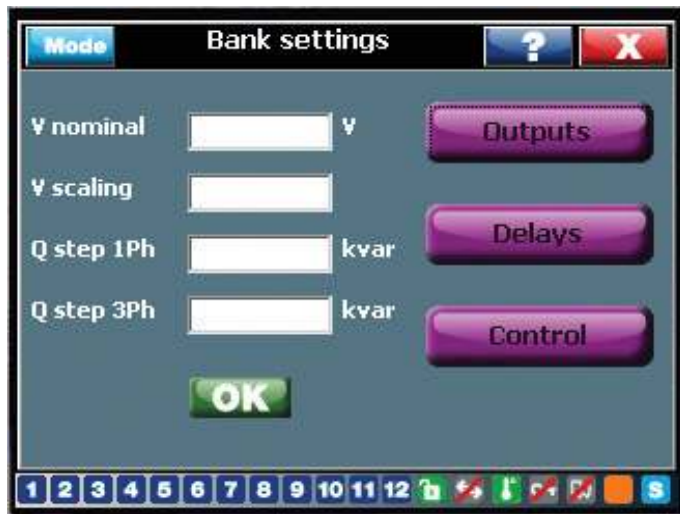 Mode Bank settings ? X
V nominal V Outputs
V scaling
Delays
Q step 1Ph kvar
Q step 3Ph kvar
Control
OK
1 2 3 4 5 6 7 8 9 10 11 12 S